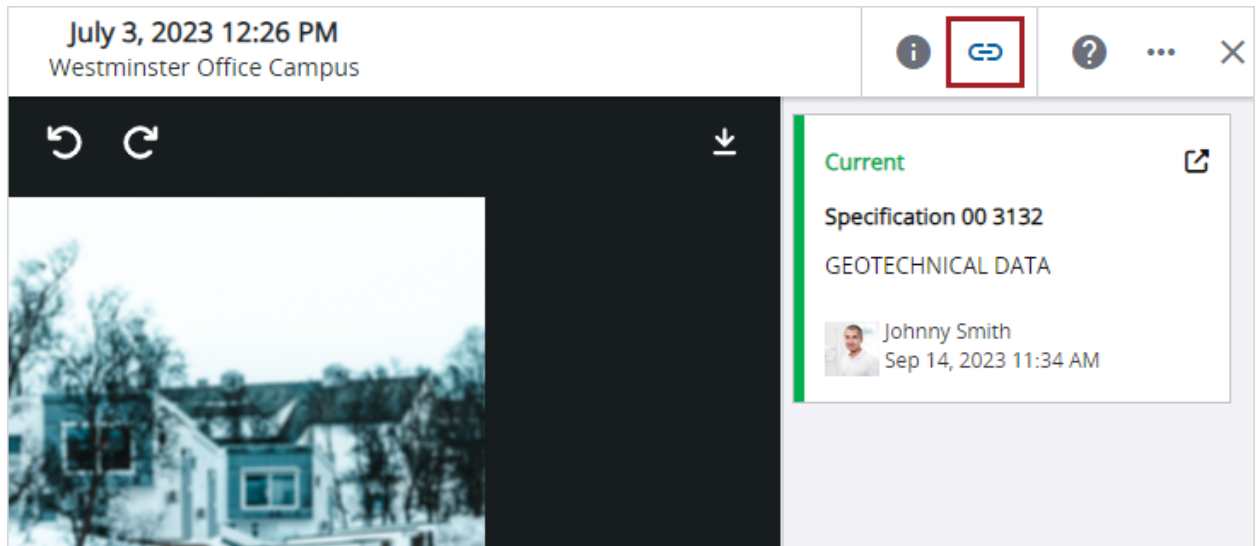 July 3, 2023 12:26 PM
Westminster Office Campus
Current
Specification 00 3132
GEOTECHNICAL DATA
Johnny Smith
Sep 14, 2023 11:34 AM